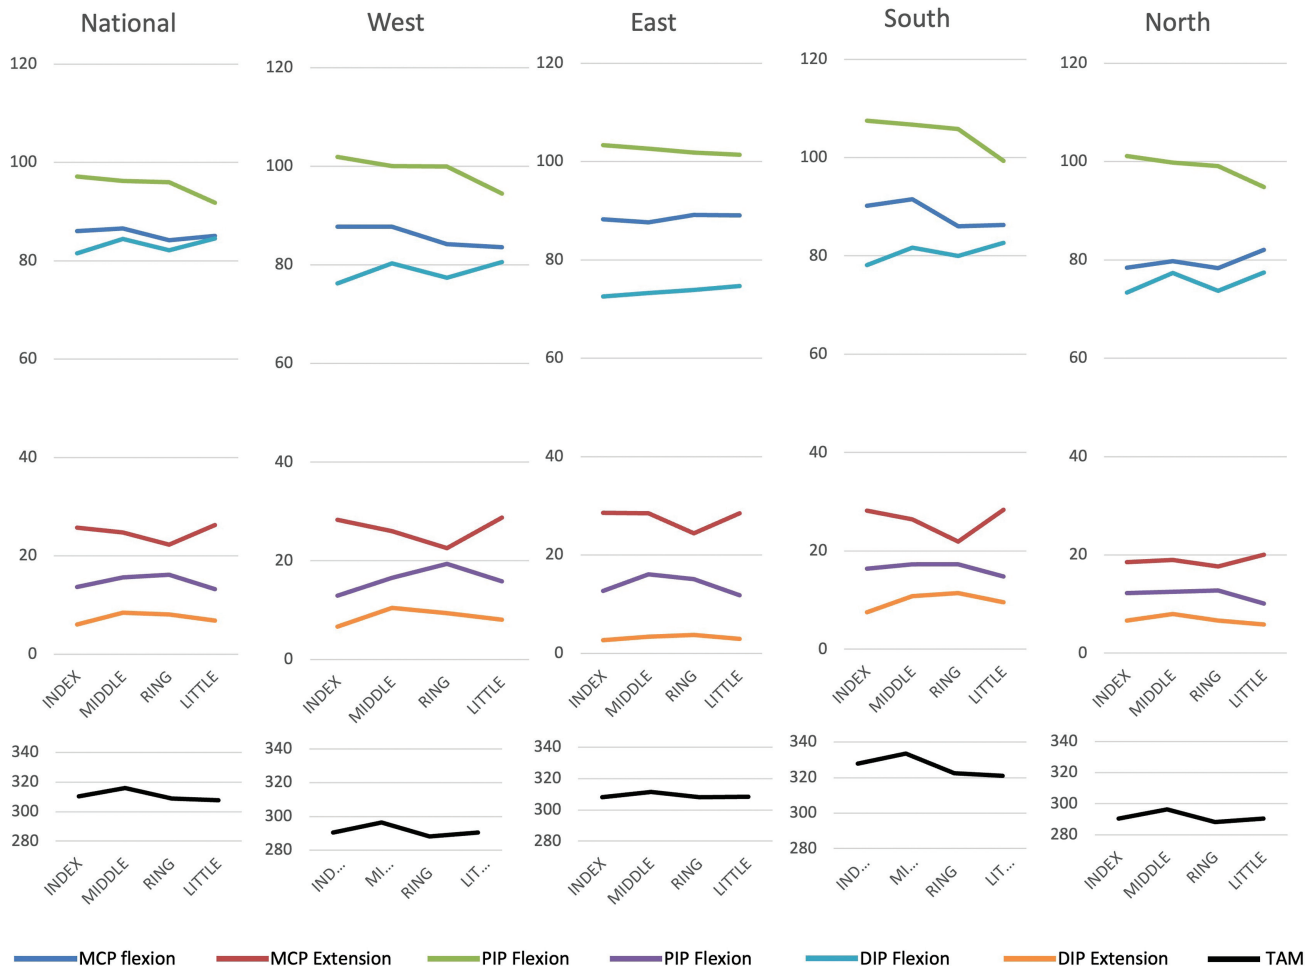 National West East South North
120 120 120 120 120
100 100 100 100 100
80 80 80 80 80
60 60 60 60 60
40 40 40 40 40
20 20 20 20 20
0 0 0 0 0
INDEX MIDDLE RING LITTLE INDEX MIDDLE RING LITTLE INDEX MIDDLE RING LITTLE INDEX MIDDLE RING LITTLE INDEX MIDDLE RING LITTLE
340 340 340 340 340
320 320 320 320 320
300 300 300 300 300
280 280 280 280 280
INDEX MIDDLE RING LITTLE IND... MI... RING LIT... INDEX MIDDLE RING LITTLE IND... MI... RING LIT... INDEX MIDDLE RING LITTLE
MCP flexion MCP Extension PIP Flexion PIP Flexion DIP Flexion DIP Extension TAM